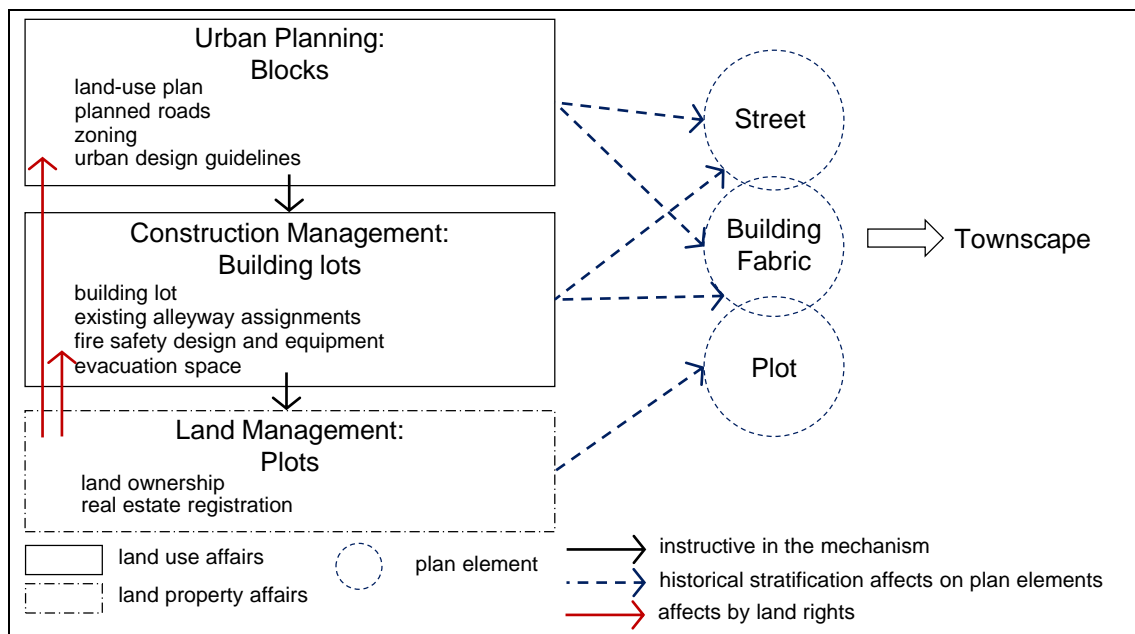 Urban Planning:
Blocks
land-use plan
planned roads
zoning
urban design guidelines
Construction Management:
Building lots
building lot
existing alleyway assignments
fire safety design and equipment
evacuation space
Land Management:
Plots
land ownership
real estate registration
Street
Building
Fabric
Plot
Townscape
land use affairs
land property affairs
plan element
instructive in the mechanism
historical stratification affects on plan elements
affects by land rights